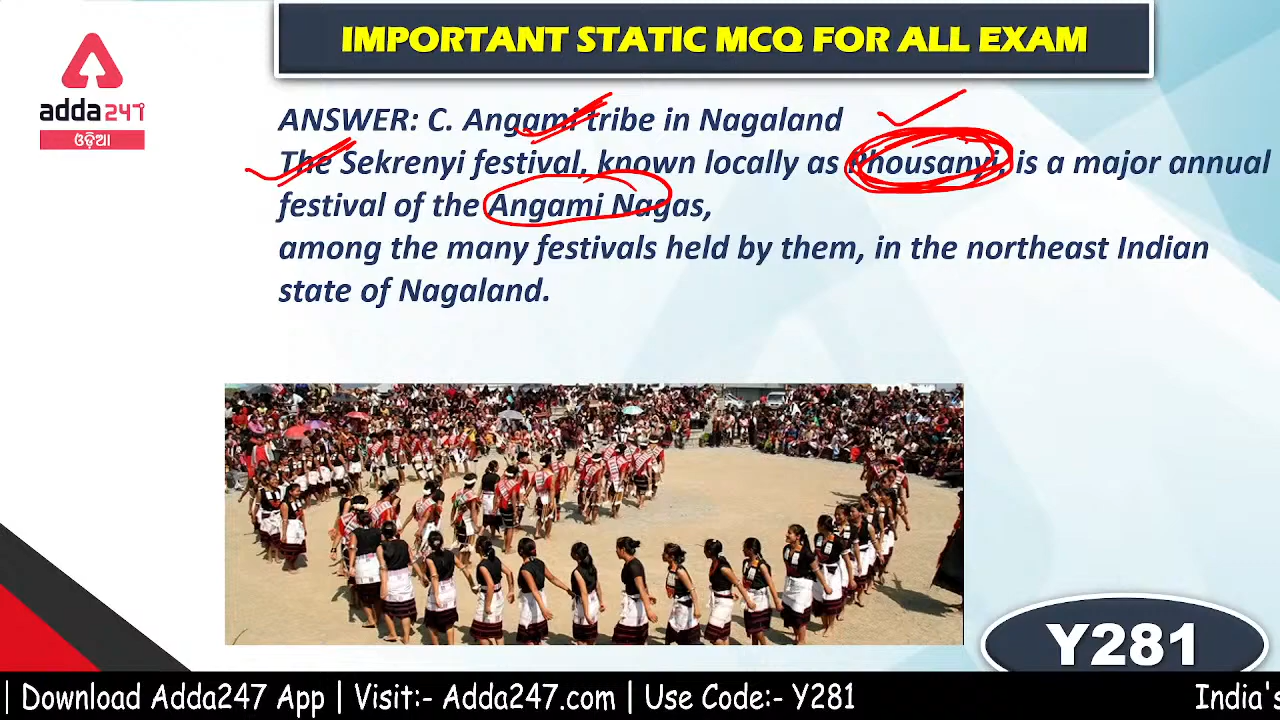 IMPORTANT STATIC MCQ FOR ALL EXAM
adda247
ଓଡ଼ିଆ
ANSWER: C. Angami tribe in Nagaland
The Sekrenyi festival, known locally as Phousanyi, is a major annual
festival of the Angami Nagas,
among the many festivals held by them, in the northeast Indian
state of Nagaland.
Y281
| Download Adda247 App | Visit:- Adda247.com | Use Code:- Y281
India's